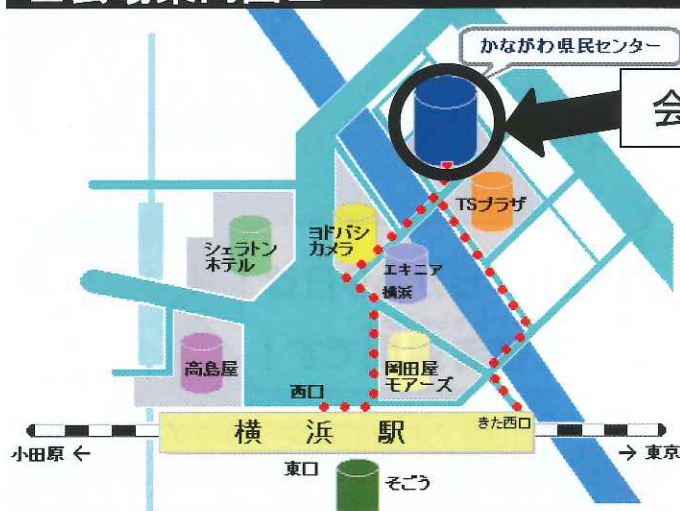 かながわ県民センター
会
TSプラザ
ヨドバシ
カメラ
シェラトン
ホテル
エキニア
横浜
高島屋
岡田屋
モアーズ
西口
きた西口
横浜駅
小田原 ←
→ 東京
東口
そごう